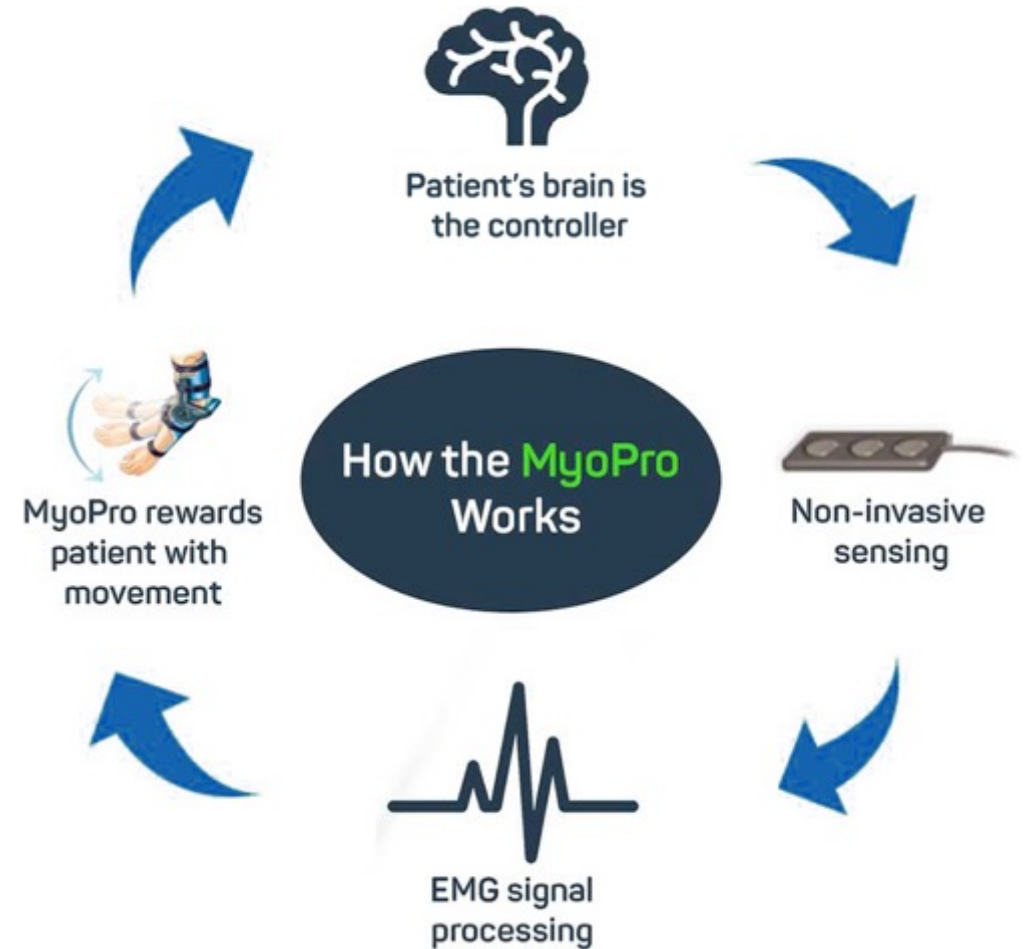 Patient's brain is
the controller
How the MyoPro
Works
Non-invasive
sensing
EMG signal
processing
MyoPro rewards
patient with
movement